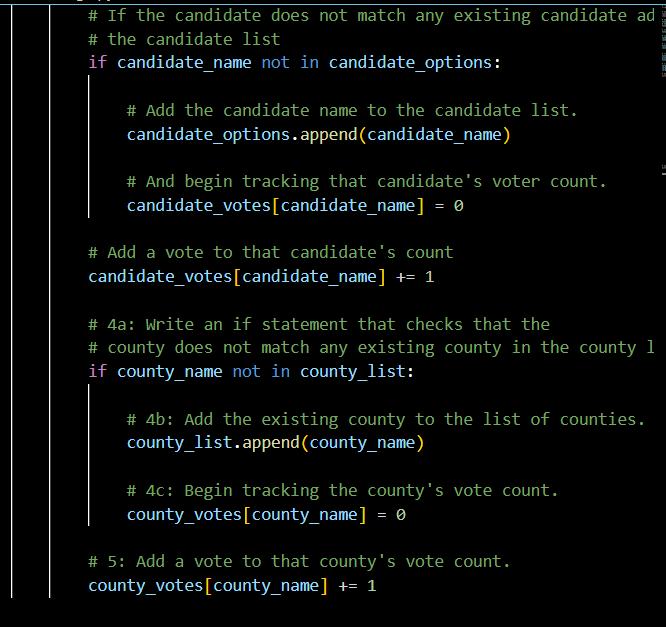 # If the candidate does not match any existing candidate ad
# the candidate list
if candidate_name not in candidate_options:
# Add the candidate name to the candidate list.
candidate_options.append(candidate_name)
# And begin tracking that candidate's voter count.
candidate_votes[candidate_name] = 0
# Add a vote to that candidate's count
candidate_votes[candidate_name] += 1
# 4a: Write an if statement that checks that the
# county does not match any existing county in the county l
if county_name not in county_list:
# 4b: Add the existing county to the list of counties.
county_list.append(county_name)
# 4c: Begin tracking the county's vote count.
county_votes[county_name] = 0
# 5: Add a vote to that county's vote count.
county_votes[county_name] += 1